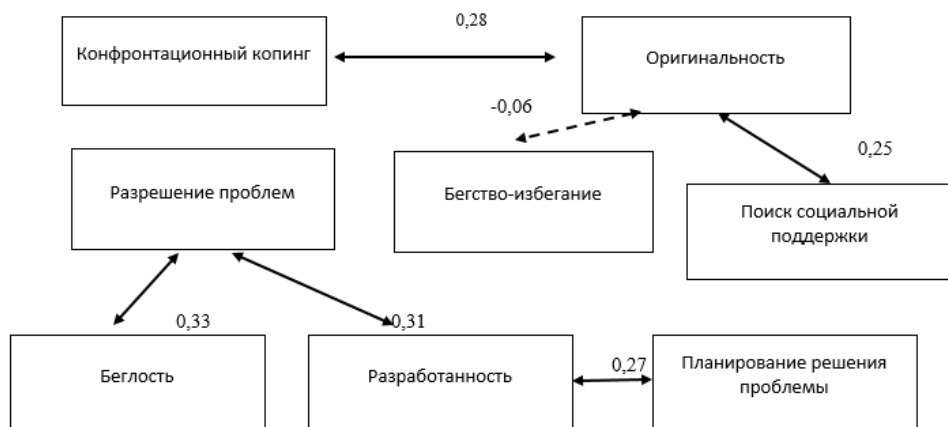 0,28
Конфронтационный копинг
Оригинальность
-0,06
0,25
Разрешение проблем
Бегство-избегание
Поиск социальной
поддержки
0,33
0,31
Беглость
Разработанность
0,27
Планирование решения
проблемы